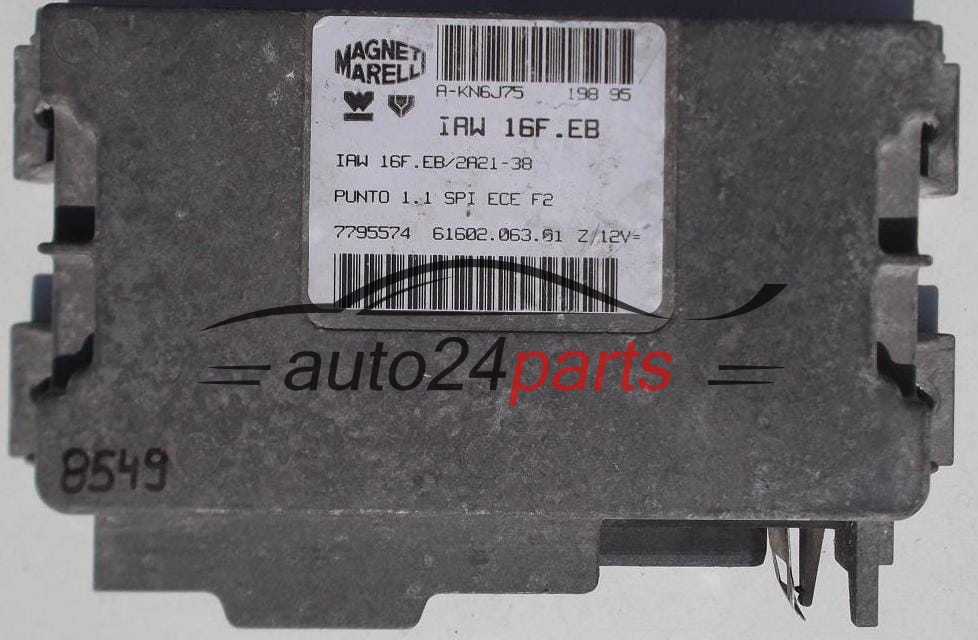 MAGNETI
MARELLI
A-KN6J75 198 95
IAW 16F.EB
IAW 16F.EB/2A21-38
PUNTO 1.1 SPI ECE F2
7795574 61602.063.01 Z/12V=
auto24parts
8549